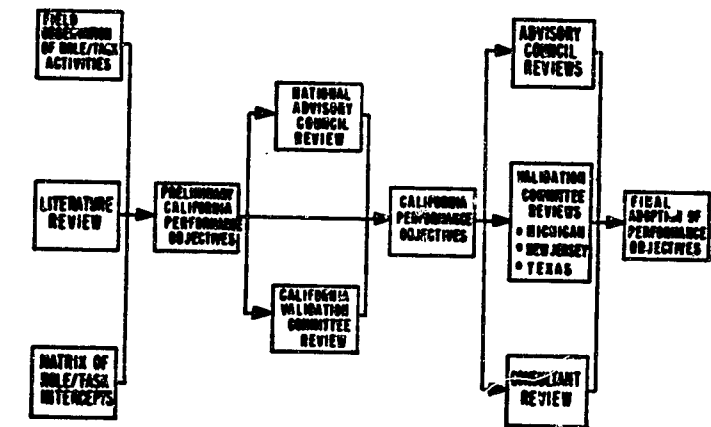 FIELD
OBSERVATION
OF ROLE/TASK
ACTIVITIES
LITERATURE
REVIEW
MATRIX OF
ROLE/TASK
INTERCEPTS
PRELIMINARY
CALIFORNIA
PERFORMANCE
OBJECTIVES
NATIONAL
ADVISORY
COUNCIL
REVIEW
CALIFORNIA
VALIDATION
COMMITTEE
REVIEW
CALIFORNIA
PERFORMANCE
OBJECTIVES
ADVISORY
COUNCIL
REVIEWS
VALIDATION
COMMITTEE
REVIEWS
• MICHIGAN
• NEW JERSEY
• TEXAS
CONSULTANT
REVIEW
FINAL
ADOPTION OF
PERFORMANCE
OBJECTIVES